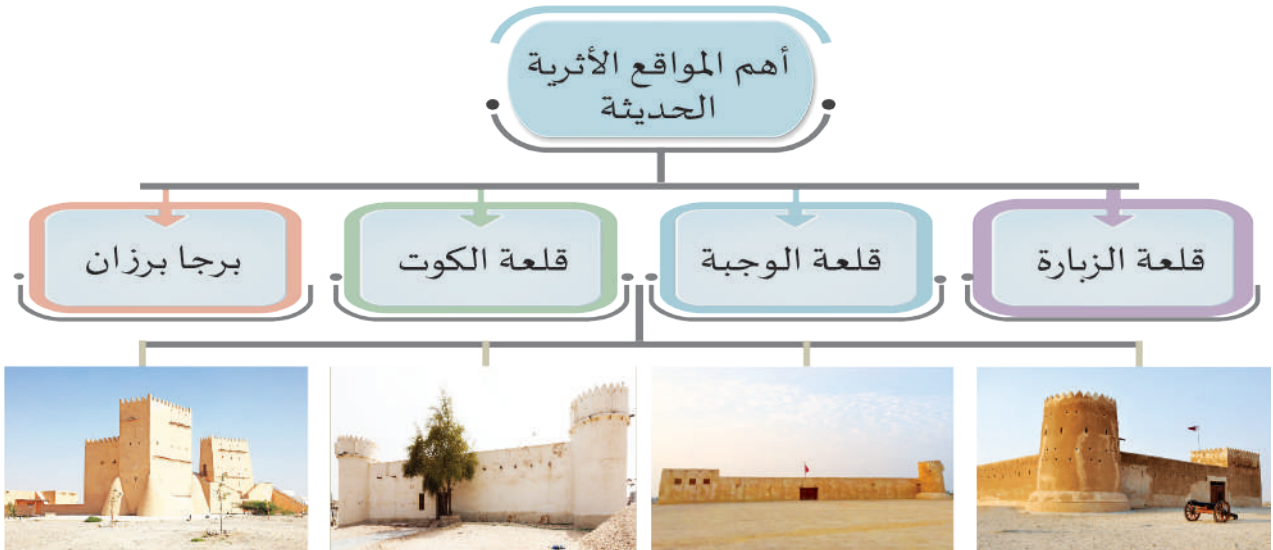 أهم المواقع الأثرية
الحديثة
قلعة الزبارة
قلعة الوجبة
قلعة الكوت
برجا برزان